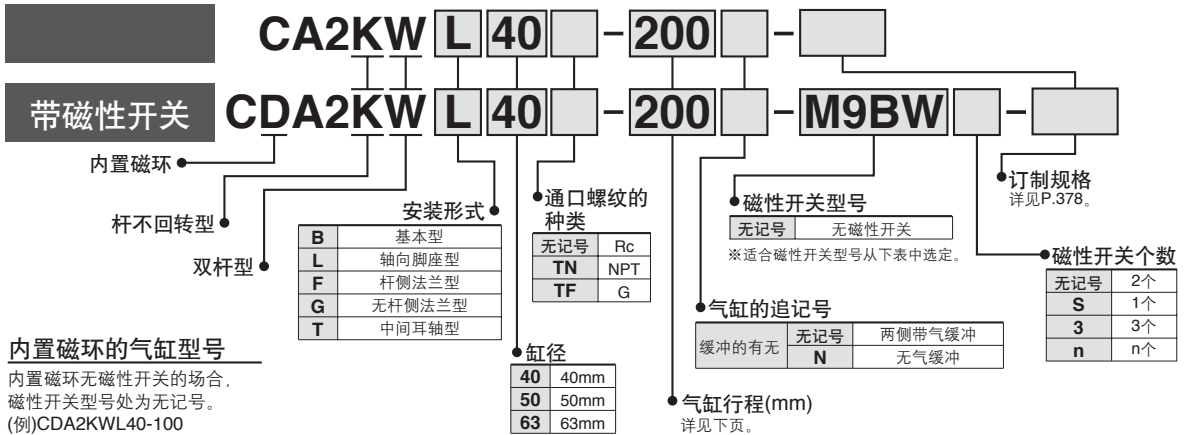 CA2KW L 40 - 200 -
带磁性开关 CDA2KW L 40 - 200 - M9BW -
内置磁环
杆不回转型
双杆型
安装形式
B 基本型
L 轴向脚座型
F 杆侧法兰型
G 无杆侧法兰型
T 中间耳轴型
通口螺纹的
种类
无记号 Rc
TN NPT
TF G
缸径
40 40mm
50 50mm
63 63mm
磁性开关型号
无记号 无磁性开关
※适合磁性开关型号从下表中选定。
气缸的追记号
缓冲的有无 无记号 两侧带气缓冲
N 无气缓冲
气缸行程(mm)
详见下页。
订制规格
详见P.378。
磁性开关个数
无记号 2个
S 1个
3 3个
n n个
内置磁环的气缸型号
内置磁环无磁性开关的场合,
磁性开关型号处为无记号。
(例)CDA2KWL40-100